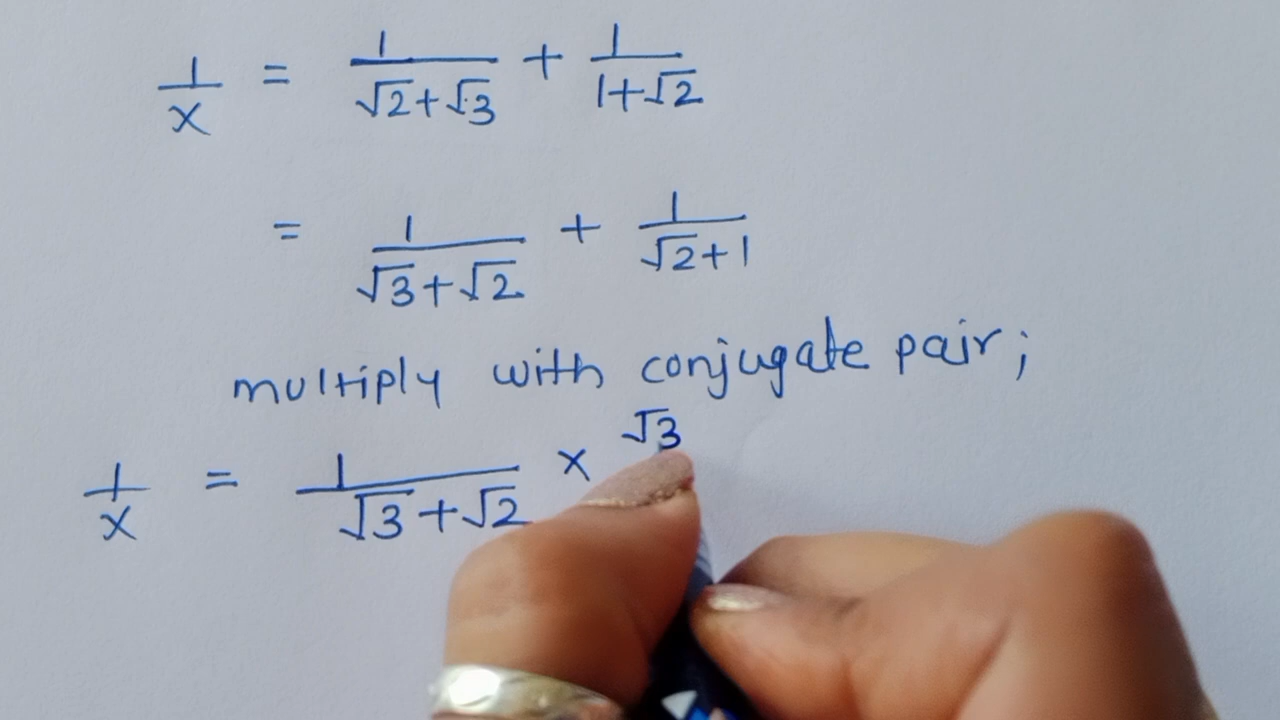 1/x = 1/(√2+√3) + 1/(1+√2)
= 1/(√3+√2) + 1/(√2+1)
multiply with conjugate pair;
1/x = 1/(√3+√2) × √3